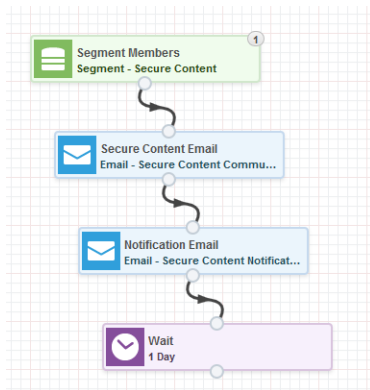 1
Segment Members
Segment - Secure Content
Secure Content Email
Email - Secure Content Commu...
Notification Email
Email - Secure Content Notificat...
Wait
1 Day